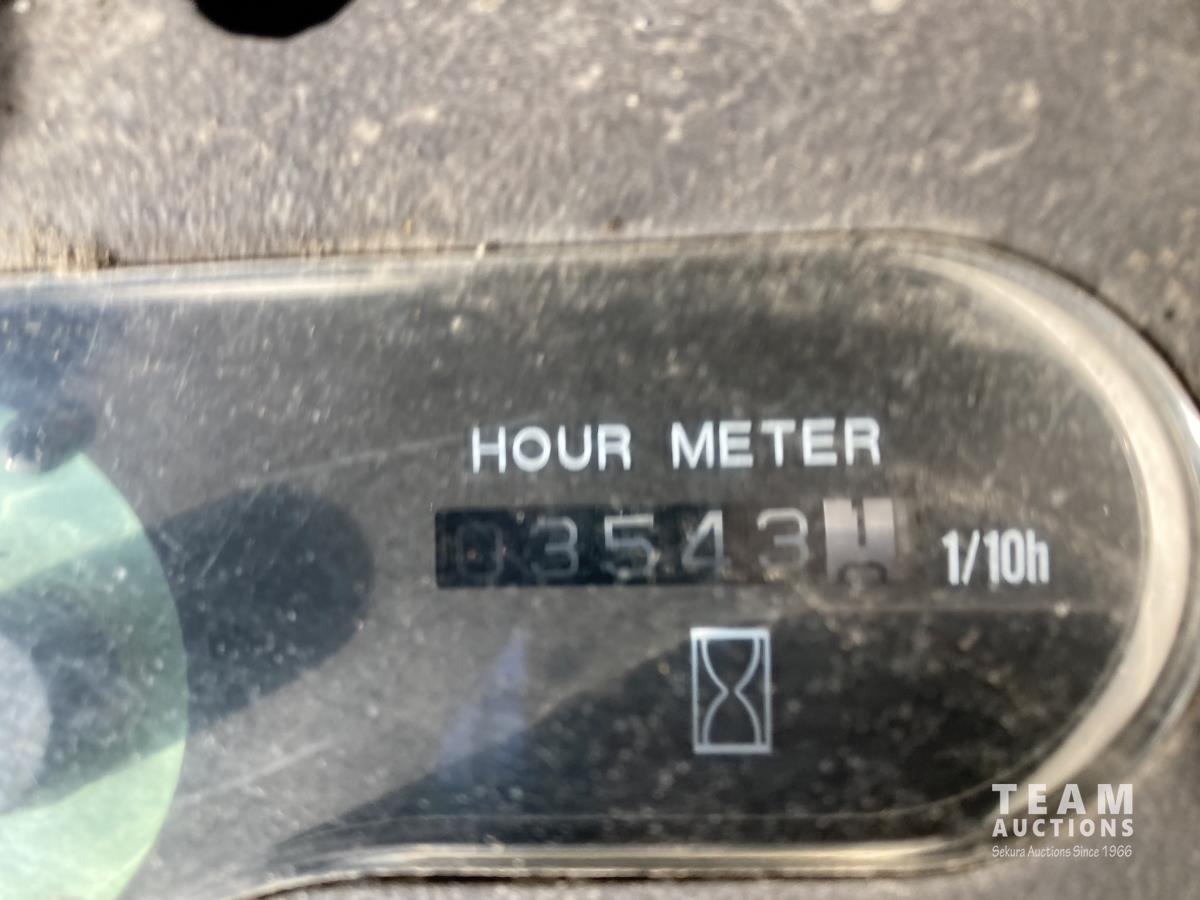 HOUR METER
03543 1/10h
TEAM
AUCTIONS
Sekura Auctions Since 1966